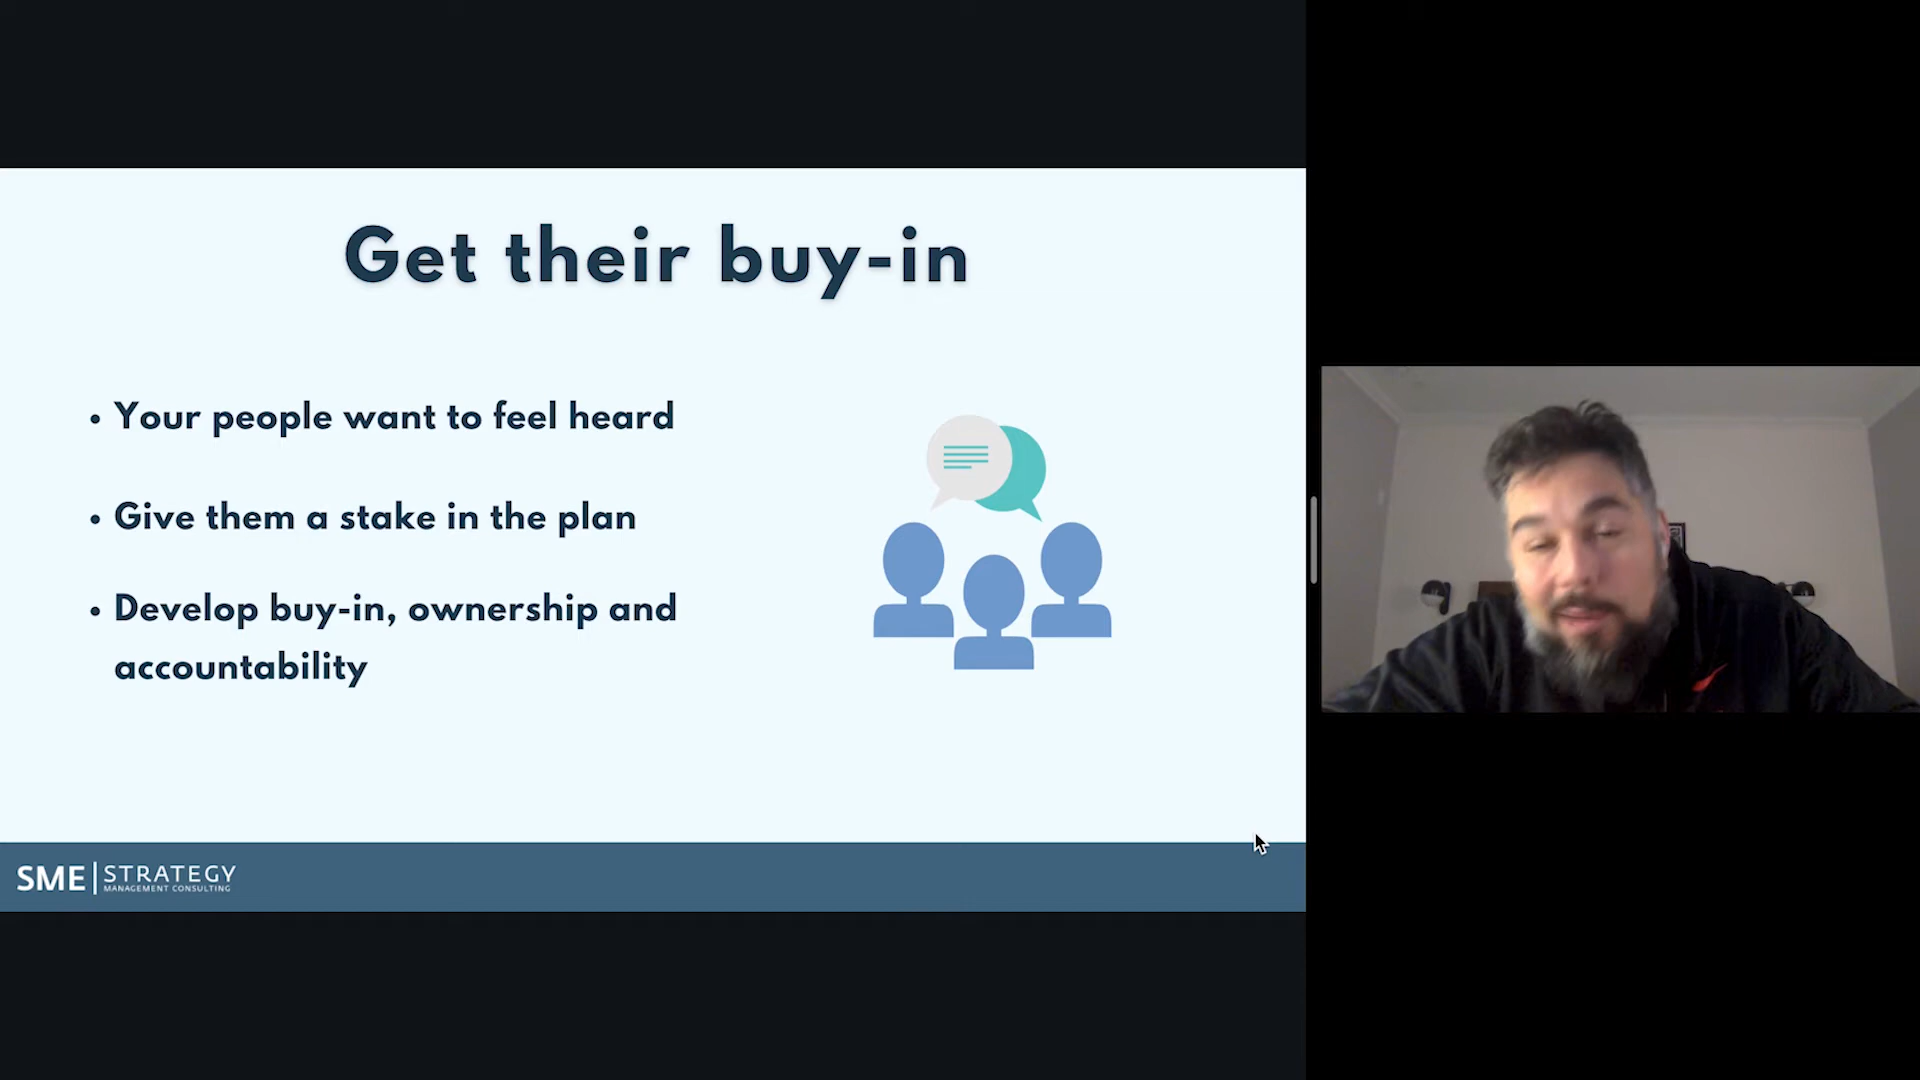 Get their buy-in
• Your people want to feel heard
• Give them a stake in the plan
• Develop buy-in, ownership and
accountability
SME | STRATEGY
MANAGEMENT CONSULTING